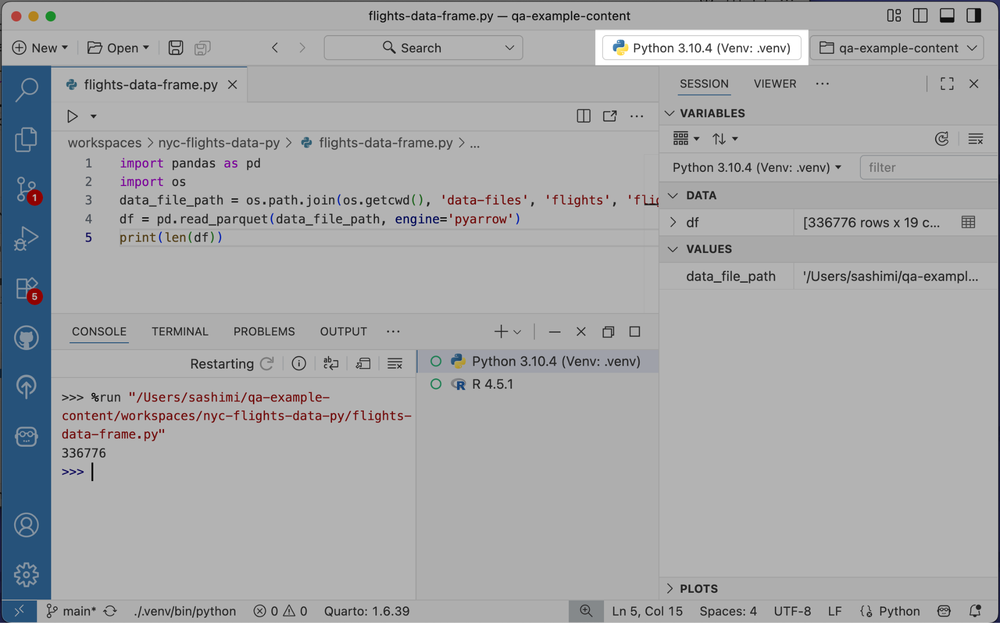 flights-data-frame.py — qa-example-content
New
Open
Search
Python 3.10.4 (Venv: .venv)
qa-example-content
flights-data-frame.py
workspaces > nyc-flights-data-py > flights-data-frame.py > ...
1 import pandas as pd
2 import os
3 data_file_path = os.path.join(os.getcwd(), 'data-files', 'flights', 'flig
4 df = pd.read_parquet(data_file_path, engine='pyarrow')
5 print(len(df))
SESSION VIEWER ...
VARIABLES
Python 3.10.4 (Venv: .venv)
filter
DATA
df [336776 rows x 19 c...
VALUES
data_file_path '/Users/sashimi/qa-exampl...
PLOTS
1
5
CONSOLE TERMINAL PROBLEMS OUTPUT ...
Restarting
>>> %run "/Users/sashimi/qa-example-
content/workspaces/nyc-flights-data-py/flights-
data-frame.py"
336776
>>>
Python 3.10.4 (Venv: .venv)
R 4.5.1
main* ./.venv/bin/python 0 0 Quarto: 1.6.39 Ln 5, Col 15 Spaces: 4 UTF-8 LF Python